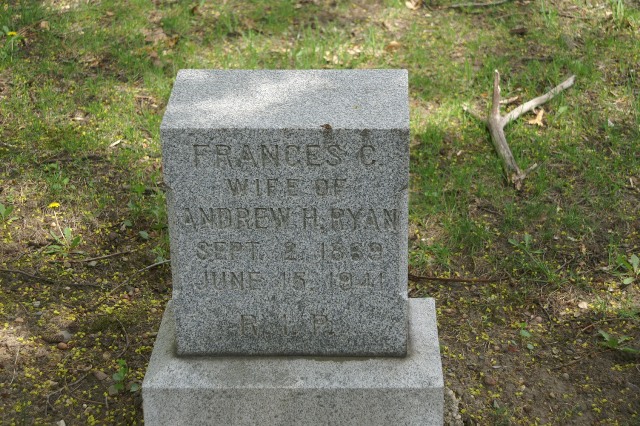 FRANCES C.
WIFE OF
ANDREW H. RYAN
SEPT. 2, 1869
JUNE 15, 1941
R. I. P.